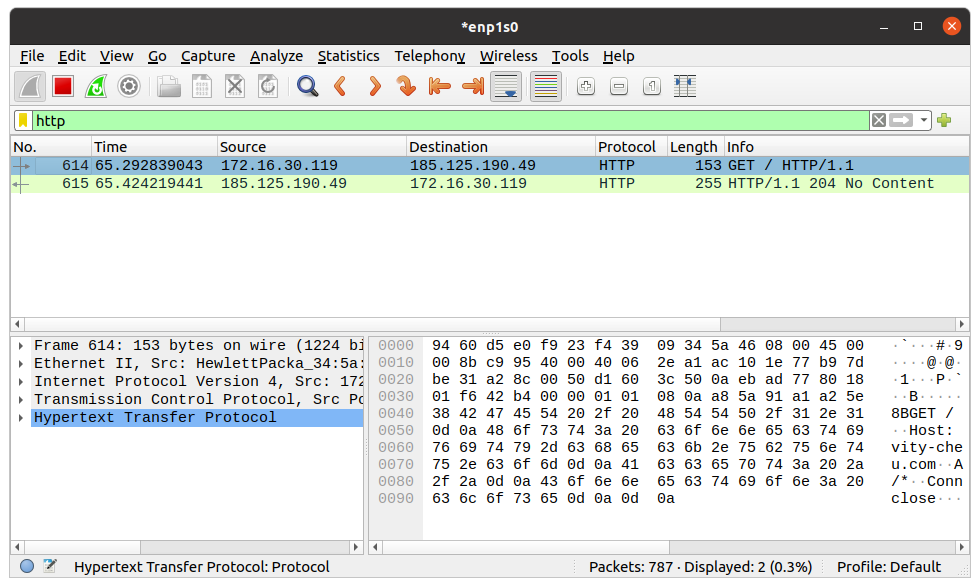 *enp1s0
File Edit View Go Capture Analyze Statistics Telephony Wireless Tools Help
http
No. Time Source Destination Protocol Length Info
614 65.292839043 172.16.30.119 185.125.190.49 HTTP 153 GET / HTTP/1.1
615 65.424219441 185.125.190.49 172.16.30.119 HTTP 255 HTTP/1.1 204 No Content
Frame 614: 153 bytes on wire (1224 bi
Ethernet II, Src: HewlettPacka_34:5a:
Internet Protocol Version 4, Src: 172
Transmission Control Protocol, Src Po
Hypertext Transfer Protocol
0000 94 60 d5 e0 f9 23 f4 39 09 34 5a 46 08 00 45 00 ·`···#·9
0010 00 8b c9 95 40 00 40 06 2e a1 ac 10 1e 77 b9 7d ····@·@·
0020 be 31 a2 8c 00 50 d1 60 3c 50 0a eb ad 77 80 18 ·1···P·`
0030 01 f6 42 b4 00 00 01 01 08 0a a8 5a 91 a1 a2 5e ··B·····
0040 38 42 47 45 54 20 2f 20 48 54 54 50 2f 31 2e 31 8BGET /
0050 0d 0a 48 6f 73 74 3a 20 63 6f 6e 6e 65 63 74 69 ··Host:
0060 76 69 74 79 2d 63 68 65 63 6b 2e 75 62 75 6e 74 vity-che
0070 75 2e 63 6f 6d 0d 0a 41 63 63 65 70 74 3a 20 2a u.com··A
0080 2f 2a 0d 0a 43 6f 6e 6e 65 63 74 69 6f 6e 3a 20 /*··Conn
0090 63 6c 6f 73 65 0d 0a 0d 0a close···
Hypertext Transfer Protocol: Protocol Packets: 787 · Displayed: 2 (0.3%) Profile: Default